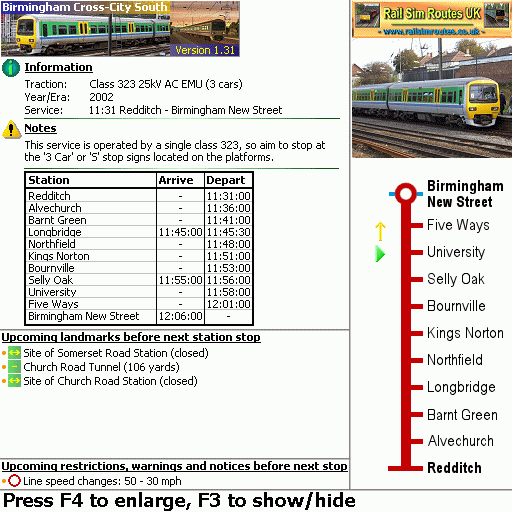 Birmingham Cross-City South
Version 1.31
Rail Sim Routes UK
- www.railsimroutes.co.uk -
Information
Traction: Class 323 25kV AC EMU (3 cars)
Year/Era: 2002
Service: 11:31 Redditch - Birmingham New Street
Notes
This service is operated by a single class 323, so aim to stop at
the '3 Car' or 'S' stop signs located on the platforms.
Station Arrive Depart
Redditch - 11:31:00
Alvechurch - 11:36:00
Barnt Green - 11:41:00
Longbridge 11:45:00 11:45:30
Northfield - 11:48:00
Kings Norton - 11:51:00
Bournville - 11:53:00
Selly Oak 11:55:00 11:56:00
University - 11:58:00
Five Ways - 12:01:00
Birmingham New Street 12:06:00 -
Upcoming landmarks before next station stop
Site of Somerset Road Station (closed)
Church Road Tunnel (106 yards)
Site of Church Road Station (closed)
Upcoming restrictions, warnings and notices before next stop
Line speed changes: 50 - 30 mph
Birmingham
New Street
Five Ways
University
Selly Oak
Bournville
Kings Norton
Northfield
Longbridge
Barnt Green
Alvechurch
Redditch
Press F4 to enlarge, F3 to show/hide